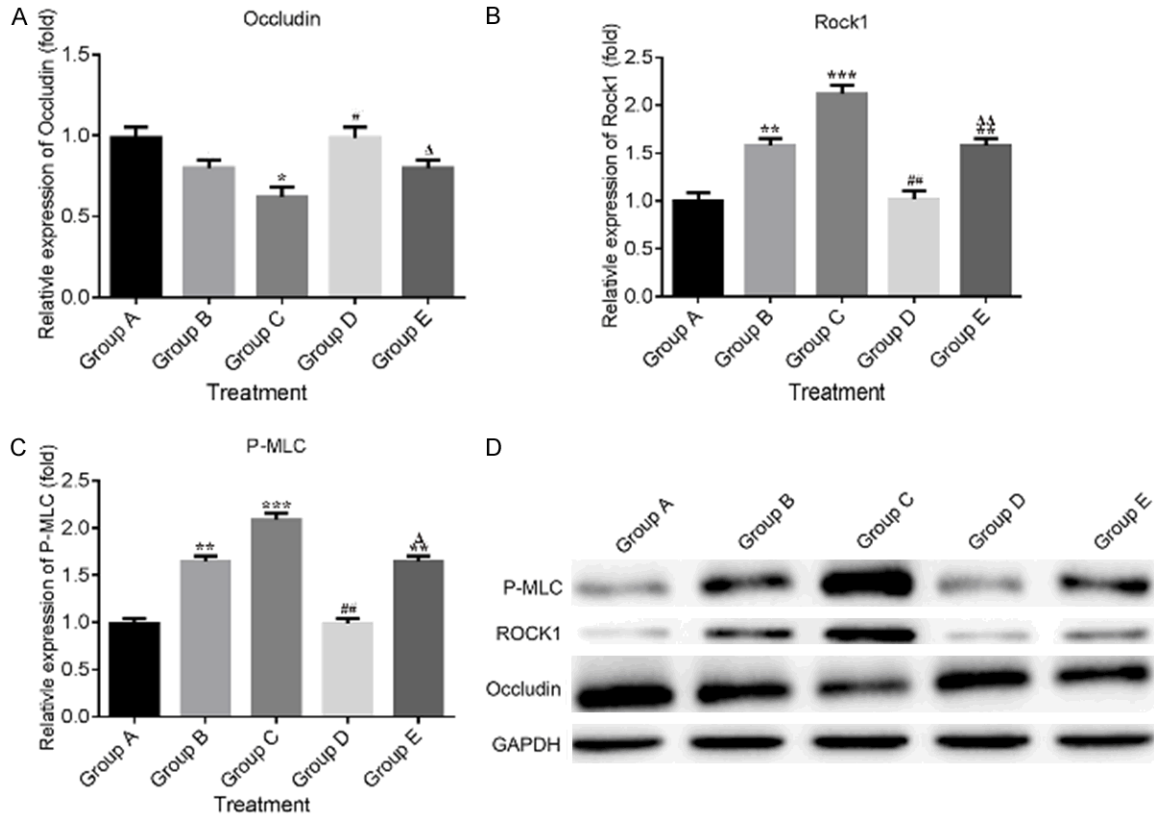 A
Occludin
Relativle expression of Occludin (fold)
1.5
1.0
0.5
0.0
*
#
Δ
Group A
Group B
Group C
Group D
Group E
Treatment
B
Rock1
Relativle expression of Rock1 (fold)
2.5
2.0
1.5
1.0
0.5
0.0
**
***
##
ΔΔ
**
Group A
Group B
Group C
Group D
Group E
Treatment
C
P-MLC
Relativle expression of P-MLC (fold)
2.5
2.0
1.5
1.0
0.5
0.0
**
***
##
Δ
**
Group A
Group B
Group C
Group D
Group E
Treatment
D
Group A
Group B
Group C
Group D
Group E
P-MLC
ROCK1
Occludin
GAPDH